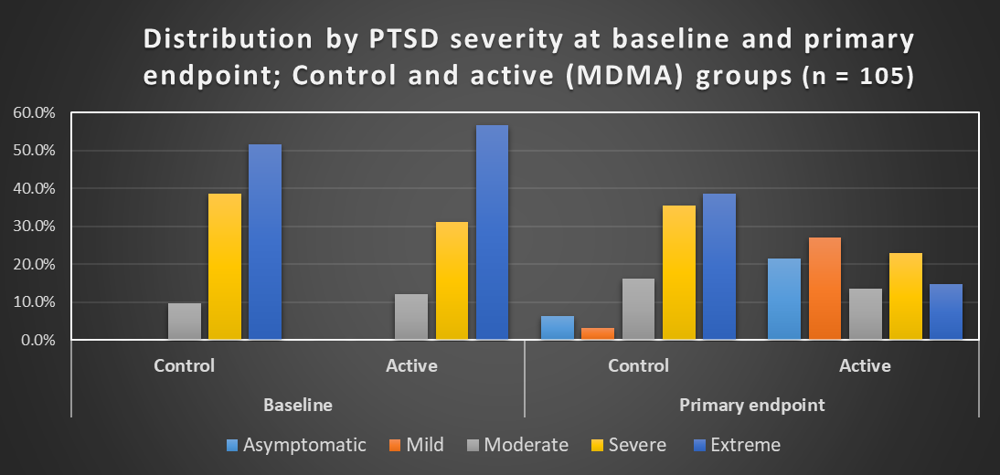 Distribution by PTSD severity at baseline and primary
endpoint; Control and active (MDMA) groups (n = 105)
60.0%
50.0%
40.0%
30.0%
20.0%
10.0%
0.0%
Control Active Control Active
Baseline Primary endpoint
Asymptomatic Mild Moderate Severe Extreme